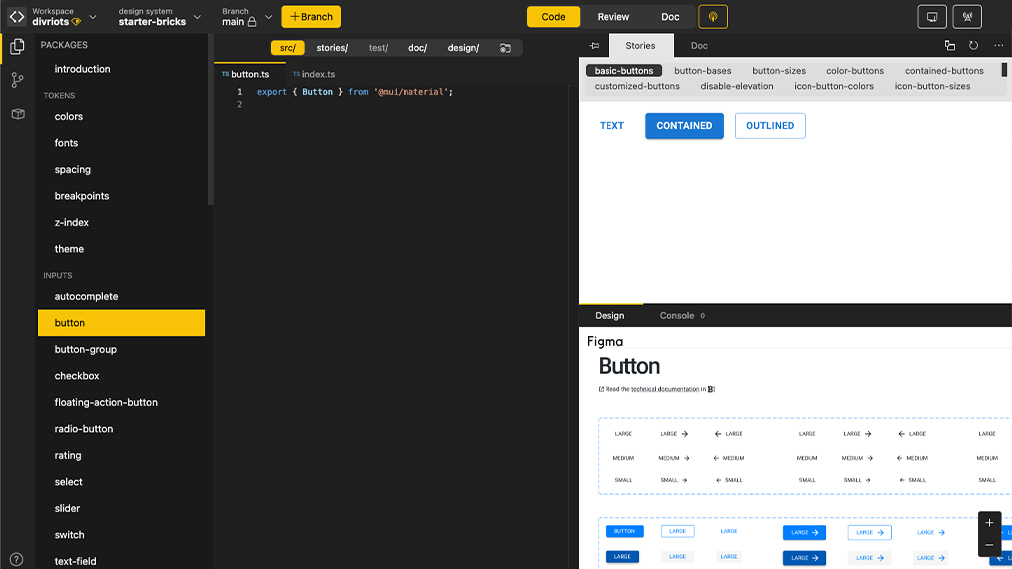 Workspace
divriots
design system
starter-bricks
Branch
main
+Branch
Code
Review
Doc
PACKAGES
introduction
TOKENS
colors
fonts
spacing
breakpoints
z-index
theme
INPUTS
autocomplete
button
button-group
checkbox
floating-action-button
radio-button
rating
select
slider
switch
text-field
src/ stories/ test/ doc/ design/
TS button.ts TS index.ts
1 export { Button } from '@mui/material';
2
Stories Doc
basic-buttons button-bases button-sizes color-buttons contained-buttons
customized-buttons disable-elevation icon-button-colors icon-button-sizes
TEXT CONTAINED OUTLINED
Design Console 0
Figma
Button
Read the technical documentation in
LARGE LARGE → ← LARGE LARGE LARGE → ← LARGE LARGE
MEDIUM MEDIUM → ← MEDIUM MEDIUM MEDIUM → ← MEDIUM MEDIUM
SMALL SMALL → ← SMALL SMALL SMALL → ← SMALL SMALL
BUTTON LARGE LARGE LARGE → LARGE → LARGE →
LARGE LARGE LARGE LARGE → LARGE → LARGE →